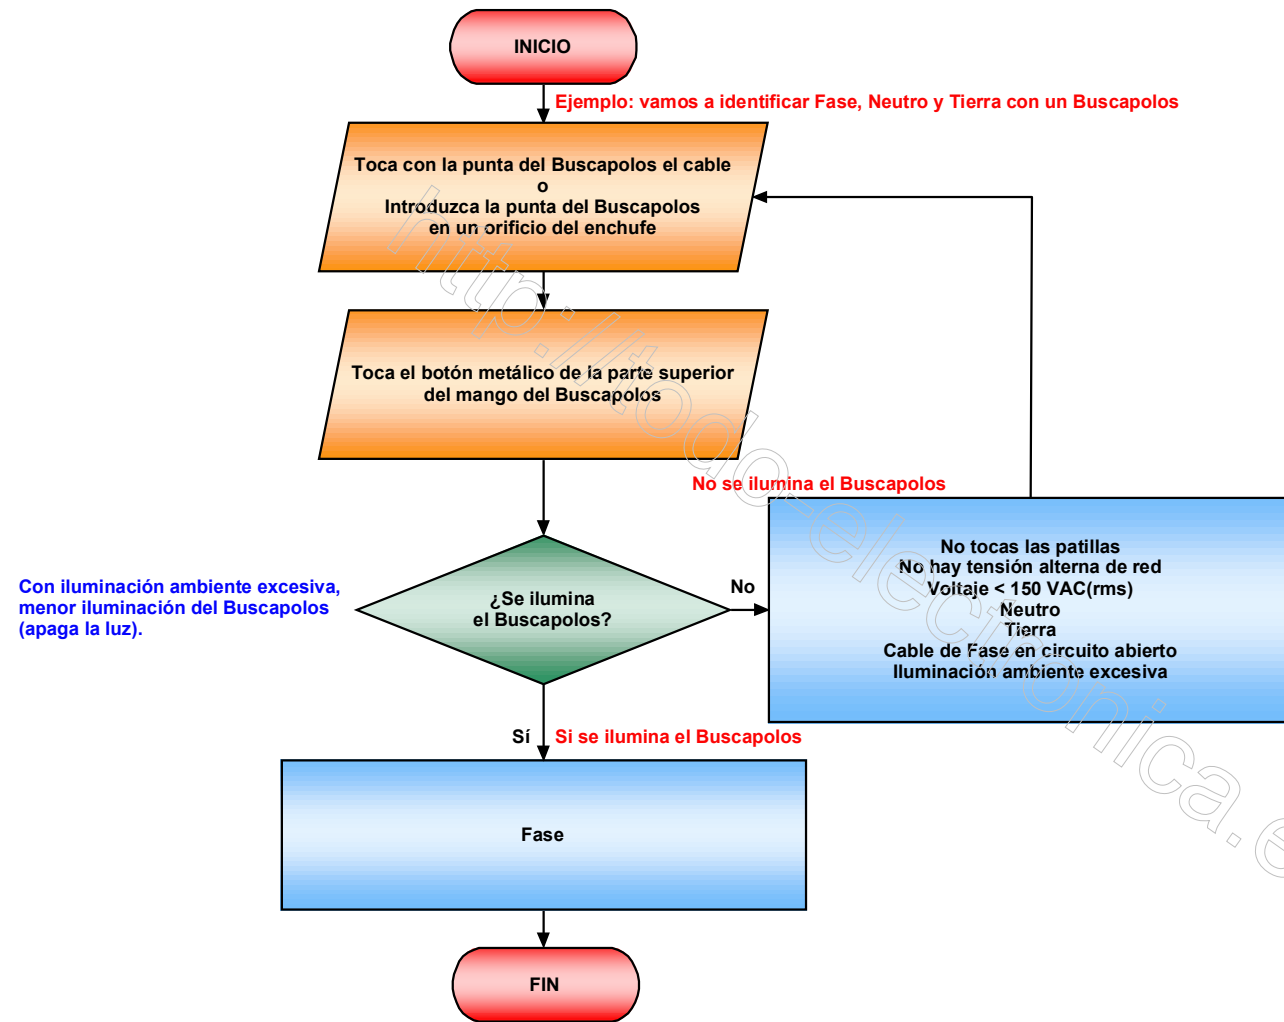 INICIO
Ejemplo: vamos a identificar Fase, Neutro y Tierra con un Buscapolos
Toca con la punta del Buscapolos el cable
o
Introduzca la punta del Buscapolos
en un orificio del enchufe
Toca el botón metálico de la parte superior
del mango del Buscapolos
No se ilumina el Buscapolos
No tocas las patillas
No hay tensión alterna de red
Voltaje < 150 VAC(rms)
Neutro
Tierra
Cable de Fase en circuito abierto
Iluminación ambiente excesiva
Con iluminación ambiente excesiva,
menor iluminación del Buscapolos
(apaga la luz).
¿Se ilumina
el Buscapolos?
No
Sí
Si se ilumina el Buscapolos
Fase
FIN
http://todo-electronica.e